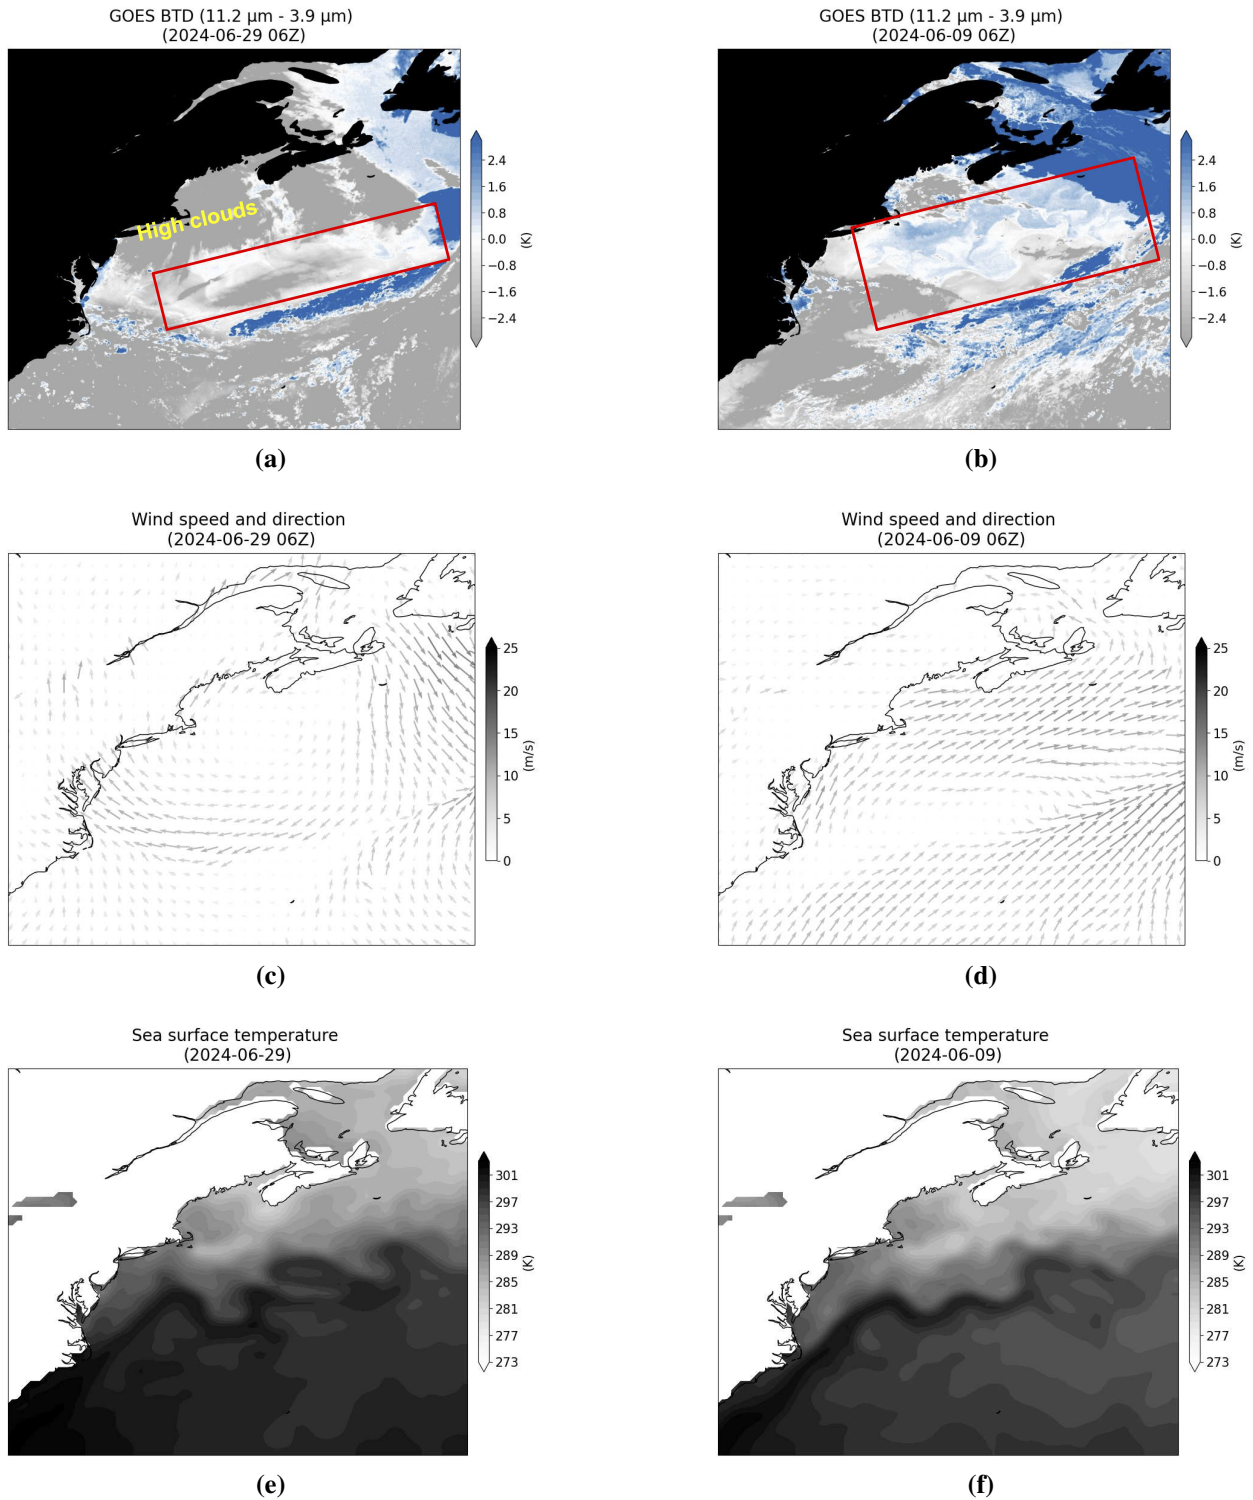 GOES BTD (11.2 μm - 3.9 μm)
(2024-06-29 06Z)
High clouds
2.4
1.6
0.8
0.0
−0.8
−1.6
−2.4
(K)
(a)
GOES BTD (11.2 μm - 3.9 μm)
(2024-06-09 06Z)
2.4
1.6
0.8
0.0
−0.8
−1.6
−2.4
(K)
(b)
Wind speed and direction
(2024-06-29 06Z)
25
20
15
10
5
0
(m/s)
(c)
Wind speed and direction
(2024-06-09 06Z)
25
20
15
10
5
0
(m/s)
(d)
Sea surface temperature
(2024-06-29)
301
297
293
289
285
281
277
273
(K)
(e)
Sea surface temperature
(2024-06-09)
301
297
293
289
285
281
277
273
(K)
(f)